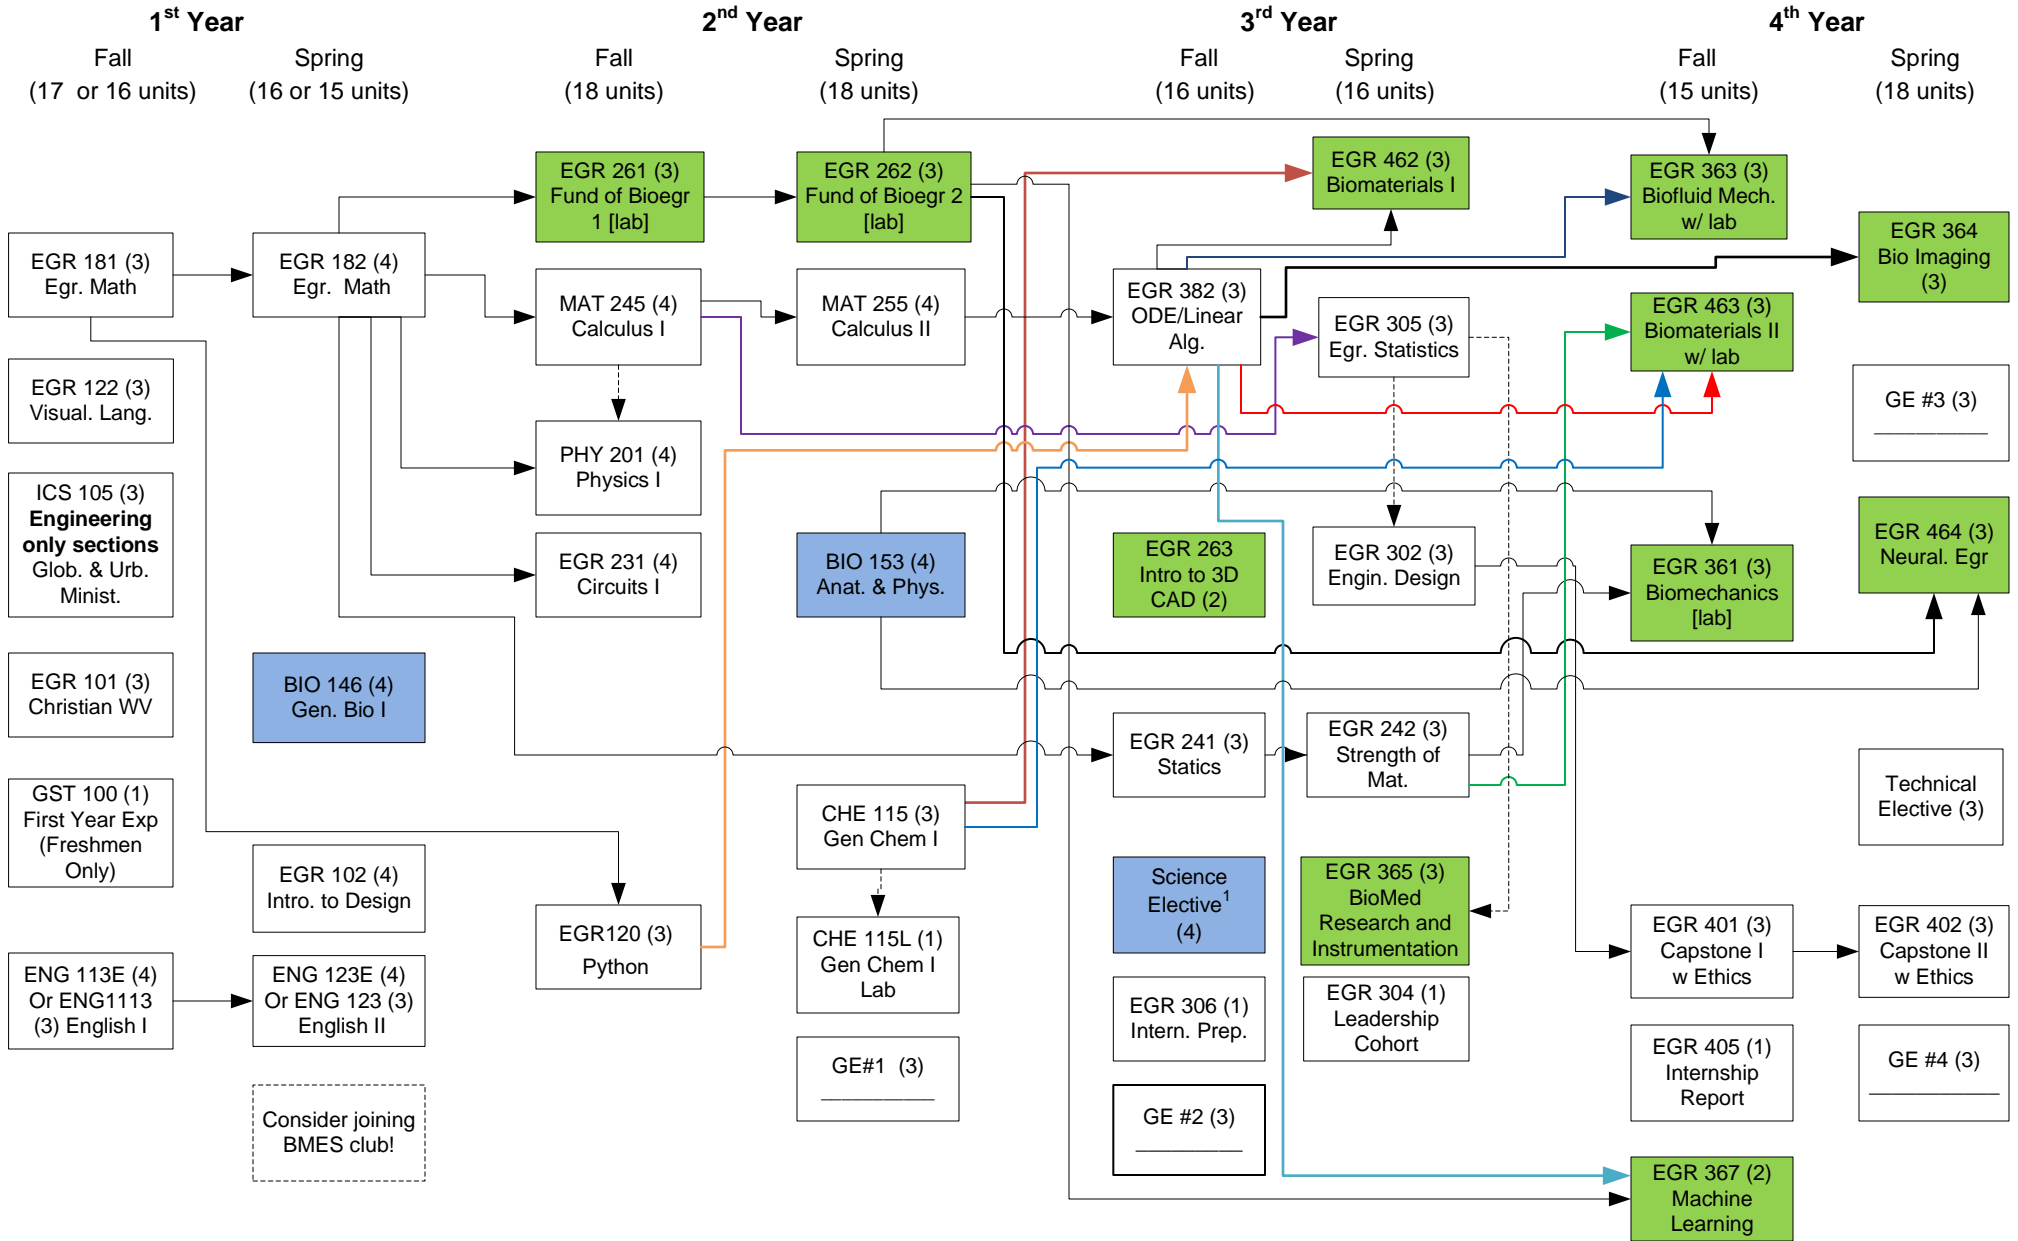 1st Year
2nd Year
3rd Year
4th Year
Fall
(17  or 16 units)
Spring
(16 or 15 units)
Fall
(18 units)
Spring
(18 units)
Fall
(16 units)
Spring
(16 units)
Fall
(15 units)
Spring
(18 units)
EGR 181 (3)
Egr. Math
EGR 122 (3)
Visual. Lang.
ICS 105 (3)
Engineering
only sections
Glob. & Urb.
Minist.
EGR 101 (3)
Christian WV
GST 100 (1)
First Year Exp
(Freshmen
Only)
ENG 113E (4)
Or ENG1113
(3) English I
EGR 182 (4)
Egr.  Math
BIO 146 (4)
Gen. Bio I
EGR 102 (4)
Intro. to Design
ENG 123E (4)
Or ENG 123 (3)
English II
Consider joining
BMES club!
EGR 261 (3)
Fund of Bioegr
1 [lab]
MAT 245 (4)
Calculus I
PHY 201 (4)
Physics I
EGR 231 (4)
Circuits I
EGR120 (3)
Python
EGR 262 (3)
Fund of Bioegr 2
[lab]
MAT 255 (4)
Calculus II
BIO 153 (4)
Anat. & Phys.
CHE 115 (3)
Gen Chem I
CHE 115L (1)
Gen Chem I
Lab
GE#1  (3)
___________
EGR 382 (3)
ODE/Linear
Alg.
EGR 263
Intro to 3D
CAD (2)
EGR 241 (3)
Statics
Science
Elective1
(4)
EGR 306 (1)
Intern. Prep.
GE #2 (3)
__________
EGR 462 (3)
Biomaterials I
EGR 305 (3)
Egr. Statistics
EGR 302 (3)
Engin. Design
EGR 242 (3)
Strength of
Mat.
EGR 365 (3)
BioMed
Research and
Instrumentation
EGR 304 (1)
Leadership
Cohort
EGR 363 (3)
Biofluid Mech.
w/ lab
EGR 463 (3)
Biomaterials II
w/ lab
EGR 361 (3)
Biomechanics
[lab]
EGR 401 (3)
Capstone I
w Ethics
EGR 405 (1)
Internship
Report
EGR 367 (2)
Machine
Learning
EGR 364
Bio Imaging
(3)
GE #3 (3)
___________
EGR 464 (3)
Neural. Egr
Technical
Elective (3)
EGR 402 (3)
Capstone II
w Ethics
GE #4 (3)
____________